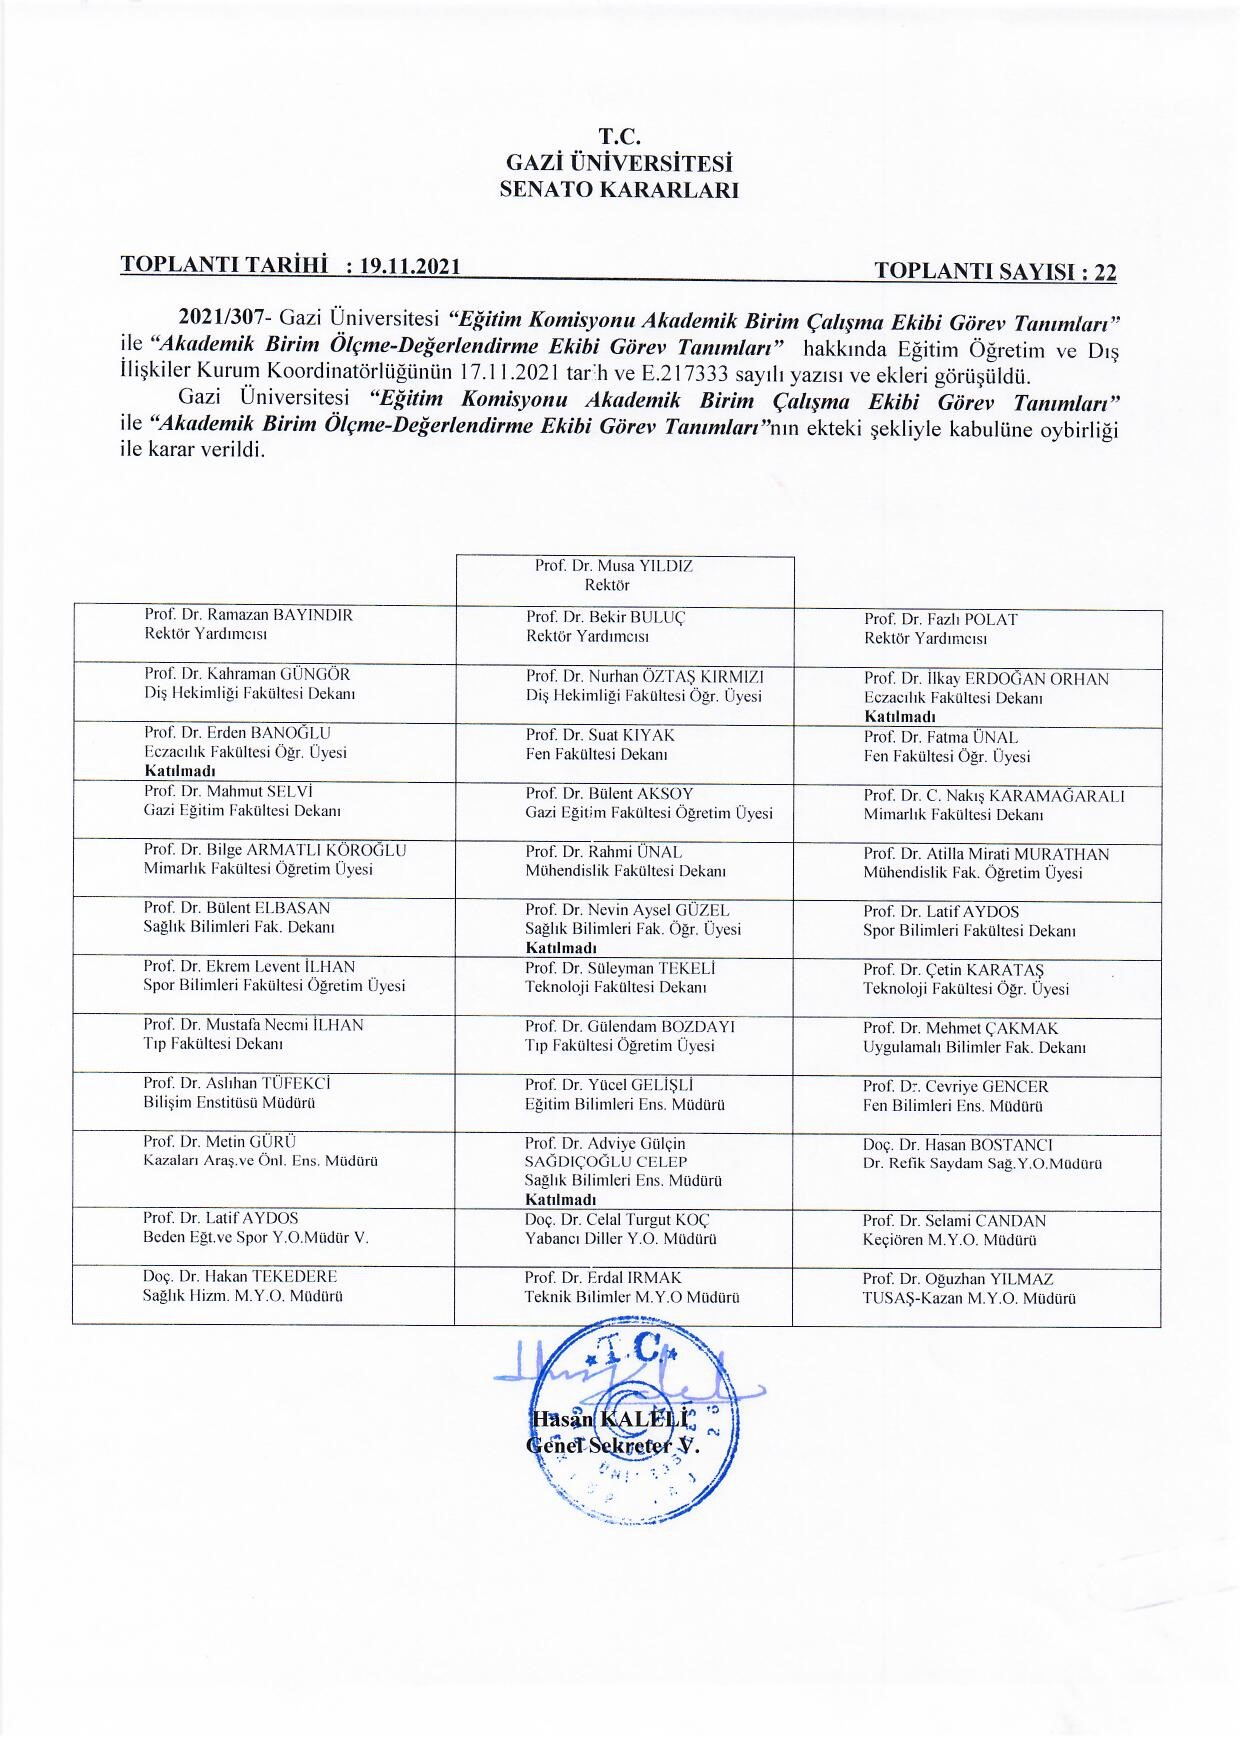 T.C.
GAZİ ÜNİVERSİTESİ
SENATO KARARLARI
TOPLANTI TARİHİ : 19.11.2021 TOPLANTI SAYISI : 22
2021/307- Gazi Üniversitesi “Eğitim Komisyonu Akademik Birim Çalışma Ekibi Görev Tanımları”
ile “Akademik Birim Ölçme-Değerlendirme Ekibi Görev Tanımları” hakkında Eğitim Öğretim ve Dış
İlişkiler Kurum Koordinatörlüğünün 17.11.2021 tarih ve E.217333 sayılı yazısı ve ekleri görüşüldü.
Gazi Üniversitesi “Eğitim Komisyonu Akademik Birim Çalışma Ekibi Görev Tanımları”
ile “Akademik Birim Ölçme-Değerlendirme Ekibi Görev Tanımları”nın ekteki şekliyle kabulüne oybirliği
ile karar verildi.
Prof. Dr. Musa YILDIZ
Rektör
Prof. Dr. Ramazan BAYINDIR
Rektör Yardımcısı
Prof. Dr. Bekir BULUÇ
Rektör Yardımcısı
Prof. Dr. Fazlı POLAT
Rektör Yardımcısı
Prof. Dr. Kahraman GÜNGÖR
Diş Hekimliği Fakültesi Dekanı
Prof. Dr. Nurhan ÖZTAŞ KIRMIZI
Diş Hekimliği Fakültesi Öğr. Üyesi
Prof. Dr. İlkay ERDOĞAN ORHAN
Eczacılık Fakültesi Dekanı
Katılmadı
Prof. Dr. Erden BANOĞLU
Eczacılık Fakültesi Öğr. Üyesi
Katılmadı
Prof. Dr. Suat KIYAK
Fen Fakültesi Dekanı
Prof. Dr. Fatma ÜNAL
Fen Fakültesi Öğr. Üyesi
Prof. Dr. Mahmut SELVİ
Gazi Eğitim Fakültesi Dekanı
Prof. Dr. Bülent AKSOY
Gazi Eğitim Fakültesi Öğretim Üyesi
Prof. Dr. C. Nakış KARAMAĞARALI
Mimarlık Fakültesi Dekanı
Prof. Dr. Bilge ARMATLI KÖROĞLU
Mimarlık Fakültesi Öğretim Üyesi
Prof. Dr. Rahmi ÜNAL
Mühendislik Fakültesi Dekanı
Prof. Dr. Atilla Mirati MURATHAN
Mühendislik Fak. Öğretim Üyesi
Prof. Dr. Bülent ELBASAN
Sağlık Bilimleri Fak. Dekanı
Prof. Dr. Nevin Aysel GÜZEL
Sağlık Bilimleri Fak. Öğr. Üyesi
Katılmadı
Prof. Dr. Latif AYDOS
Spor Bilimleri Fakültesi Dekanı
Prof. Dr. Ekrem Levent İLHAN
Spor Bilimleri Fakültesi Öğretim Üyesi
Prof. Dr. Süleyman TEKELİ
Teknoloji Fakültesi Dekanı
Prof. Dr. Çetin KARATAŞ
Teknoloji Fakültesi Öğr. Üyesi
Prof. Dr. Mustafa Necmi İLHAN
Tıp Fakültesi Dekanı
Prof. Dr. Gülendam BOZDAYI
Tıp Fakültesi Öğretim Üyesi
Prof. Dr. Mehmet ÇAKMAK
Uygulamalı Bilimler Fak. Dekanı
Prof. Dr. Aslıhan TÜFEKCİ
Bilişim Enstitüsü Müdürü
Prof. Dr. Yücel GELİŞLİ
Eğitim Bilimleri Ens. Müdürü
Prof. Dr. Cevriye GENCER
Fen Bilimleri Ens. Müdürü
Prof. Dr. Metin GÜRÜ
Kazaları Araş.ve Önl. Ens. Müdürü
Prof. Dr. Adviye Gülçin
SAĞDIÇOĞLU CELEP
Sağlık Bilimleri Ens. Müdürü
Katılmadı
Doç. Dr. Hasan BOSTANCI
Dr. Refik Saydam Sağ.Y.O.Müdürü
Prof. Dr. Latif AYDOS
Beden Eğt.ve Spor Y.O.Müdür V.
Doç. Dr. Celal Turgut KOÇ
Yabancı Diller Y.O. Müdürü
Prof. Dr. Selami CANDAN
Keçiören M.Y.O. Müdürü
Doç. Dr. Hakan TEKEDERE
Sağlık Hizm. M.Y.O. Müdürü
Prof. Dr. Erdal IRMAK
Teknik Bilimler M.Y.O Müdürü
Prof. Dr. Oğuzhan YILMAZ
TUSAŞ-Kazan M.Y.O. Müdürü
T.C.
Hasan KALELİ
Genel Sekreter V.